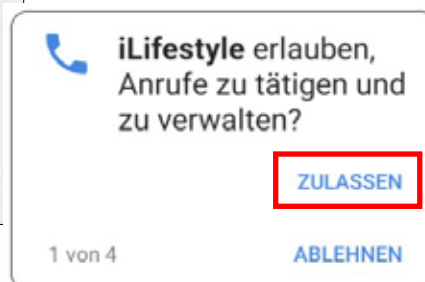 iLifestyle erlauben,
Anrufe zu tätigen und
zu verwalten?
ZULASSEN
1 von 4 ABLEHNEN